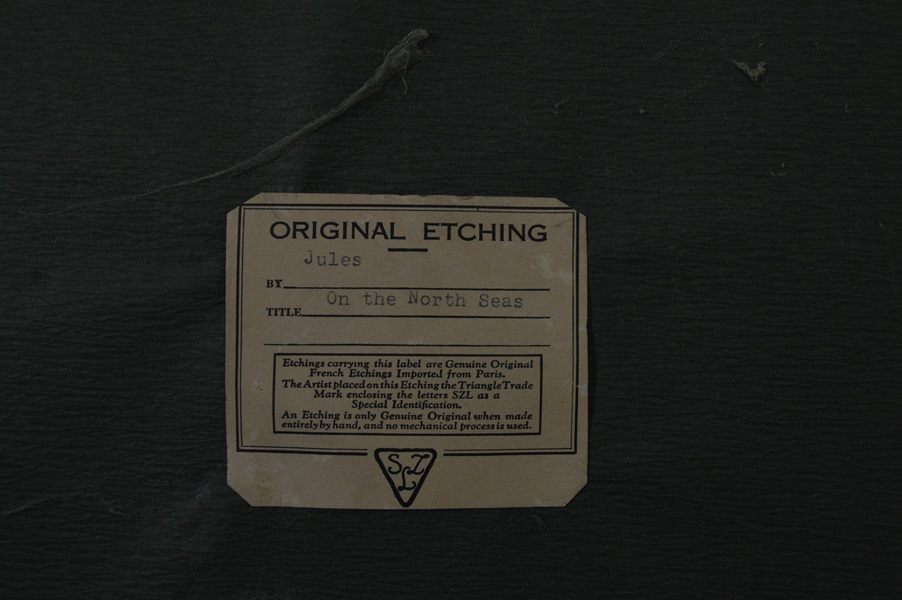 ORIGINAL ETCHING
Jules
BY
On the North Seas
TITLE
Etchings carrying this label are Genuine Original
French Etchings Imported from Paris.
The Artist placed on this Etching the Triangle Trade
Mark enclosing the letters SZL as a
Special Identification.
An Etching is only Genuine Original when made
entirely by hand, and no mechanical process is used.
SZL